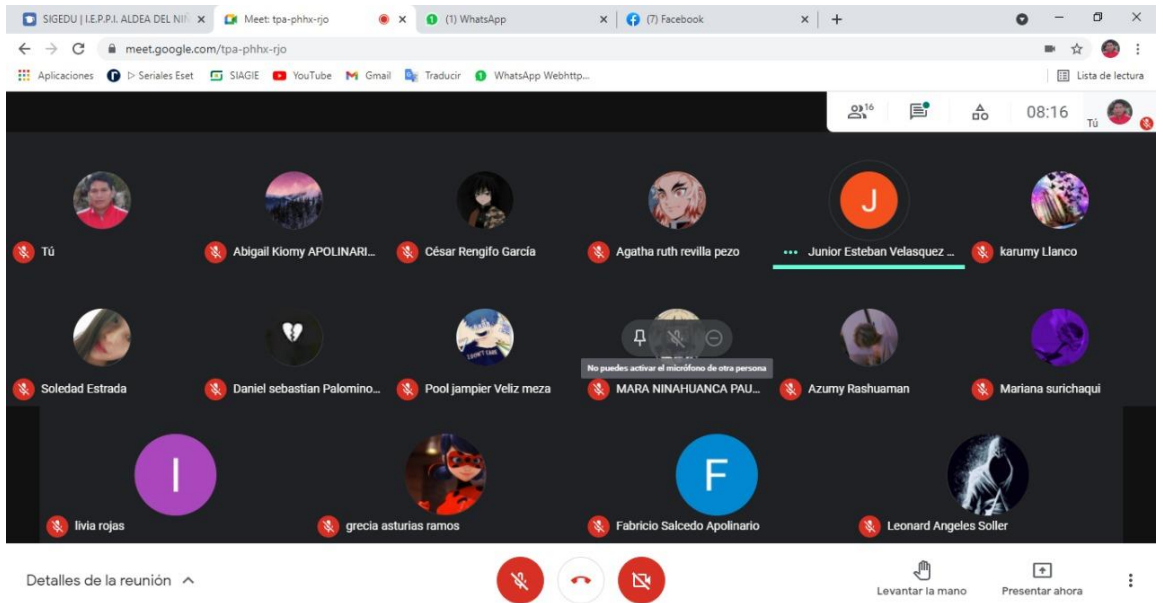 SIGEDU | I.E.P.P.I. ALDEA DEL NIÑ
Meet: tpa-phhx-rjo
(1) WhatsApp
(7) Facebook
meet.google.com/tpa-phhx-rjo
Aplicaciones
▷ Seriales Eset
SIAGIE
YouTube
Gmail
Traducir
WhatsApp Webhttp...
Lista de lectura
16
08:16
Tú
J
Tú
Abigail Kiomy APOLINARI...
César Rengifo García
Agatha ruth revilla pezo
Junior Esteban Velasquez ...
karumy Llanco
I DON'T CARE
No puedes activar el micrófono de otra persona
Soledad Estrada
Daniel sebastian Palomino...
Pool jampier Veliz meza
MARA NINAHUANCA PAU...
Azumy Rashuaman
Mariana surichaqui
I
F
livia rojas
grecia asturias ramos
Fabricio Salcedo Apolinario
Leonard Angeles Soller
Detalles de la reunión
Levantar la mano
Presentar ahora